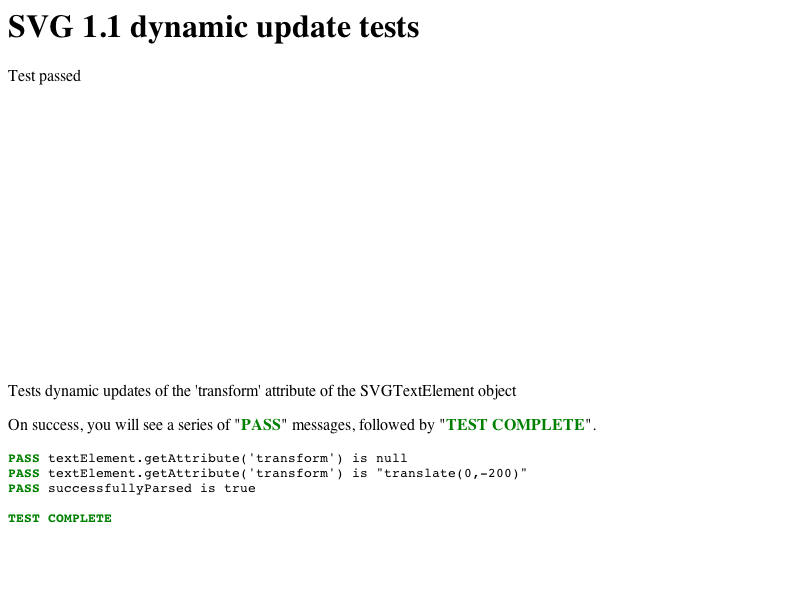 SVG 1.1 dynamic update tests
Test passed
Tests dynamic updates of the 'transform' attribute of the SVGTextElement object
On success, you will see a series of "PASS" messages, followed by "TEST COMPLETE".
PASS textElement.getAttribute('transform') is null
PASS textElement.getAttribute('transform') is "translate(0,-200)"
PASS successfullyParsed is true
TEST COMPLETE